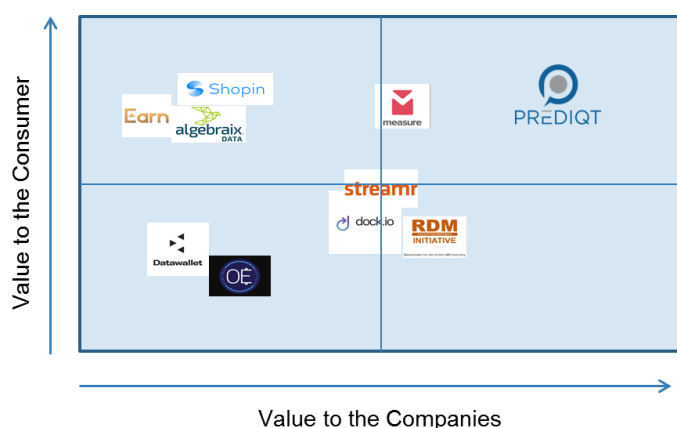 Value to the Consumer
Shopin
Earn
algebraix
DATA
measure
PREDIQT
streamr
dock.io
RDM
INITIATIVE
Datawallet
OE
Value to the Companies